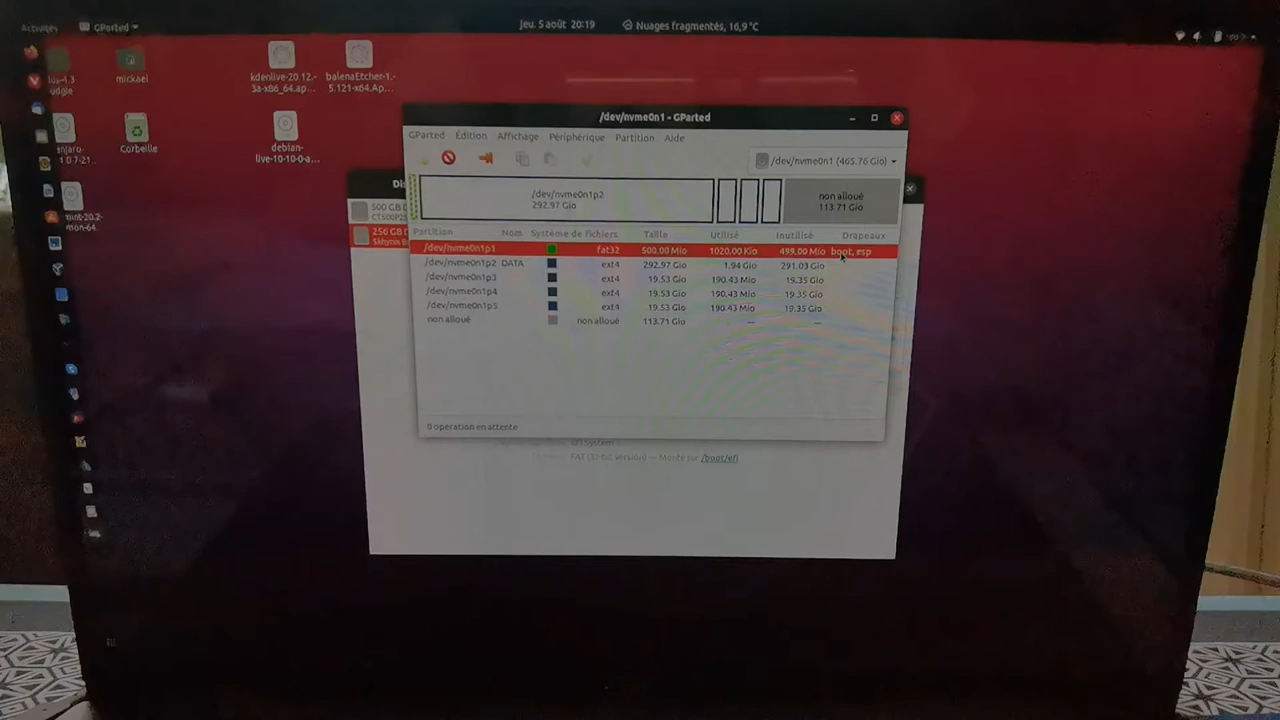 Activités GParted jeu. 5 août 20:19 Nuages fragmentés, 16,9 °C
mickael
kdenlive-20.12.-
3a-x86_64.ap...
balenaEtcher-1.-
5.121-x64.Ap...
Corbeille
debian-
live-10-10-0-a...
/dev/nvme0n1 - GParted
GParted Édition Affichage Périphérique Partition Aide
/dev/nvme0n1 (465.76 Gio)
/dev/nvme0n1p2
292.97 Gio
non alloué
113.71 Gio
500 GB
256 GB
Partition Nom Système de fichiers Taille Utilisé Inutilisé Drapeaux
/dev/nvme0n1p1 fat32 500.00 Mio 1020.00 Kio 499.00 Mio boot, esp
/dev/nvme0n1p2 DATA ext4 292.97 Gio 1.94 Gio 291.03 Gio
/dev/nvme0n1p3 ext4 19.53 Gio 190.43 Mio 19.35 Gio
/dev/nvme0n1p4 ext4 19.53 Gio 190.43 Mio 19.35 Gio
/dev/nvme0n1p5 ext4 19.53 Gio 190.43 Mio 19.35 Gio
non alloué non alloué 113.71 Gio — —
0 opération en attente
EFI System
FAT (32-bit version) — Monté sur /boot/efi